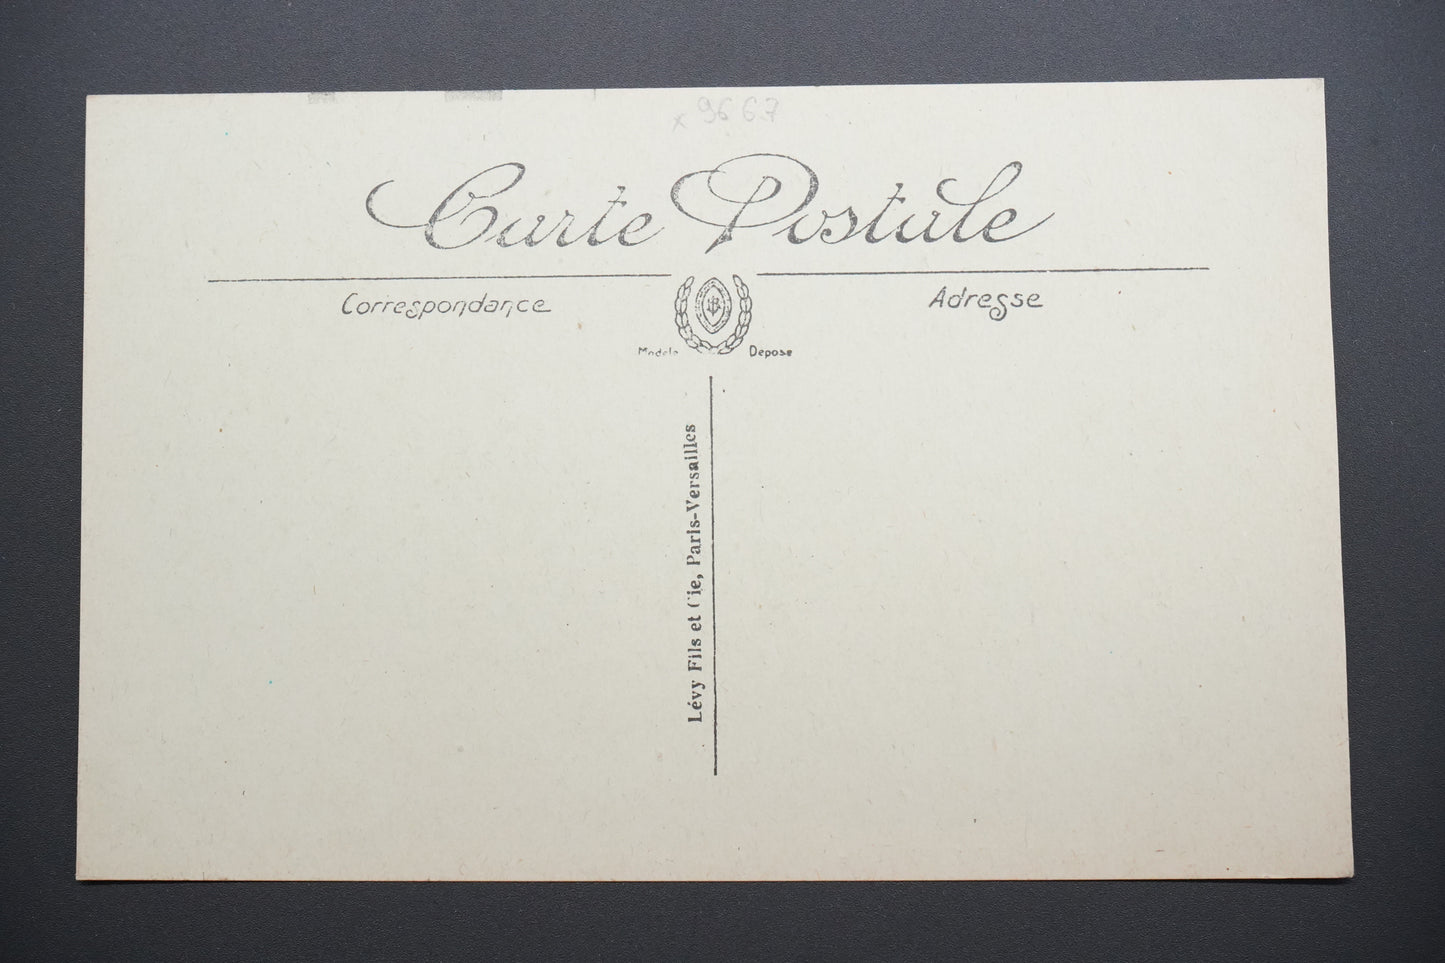 x 9667
Carte Postale
Correspondance
Adresse
Modele Depose
Lévy Fils et Cie, Paris-Versailles